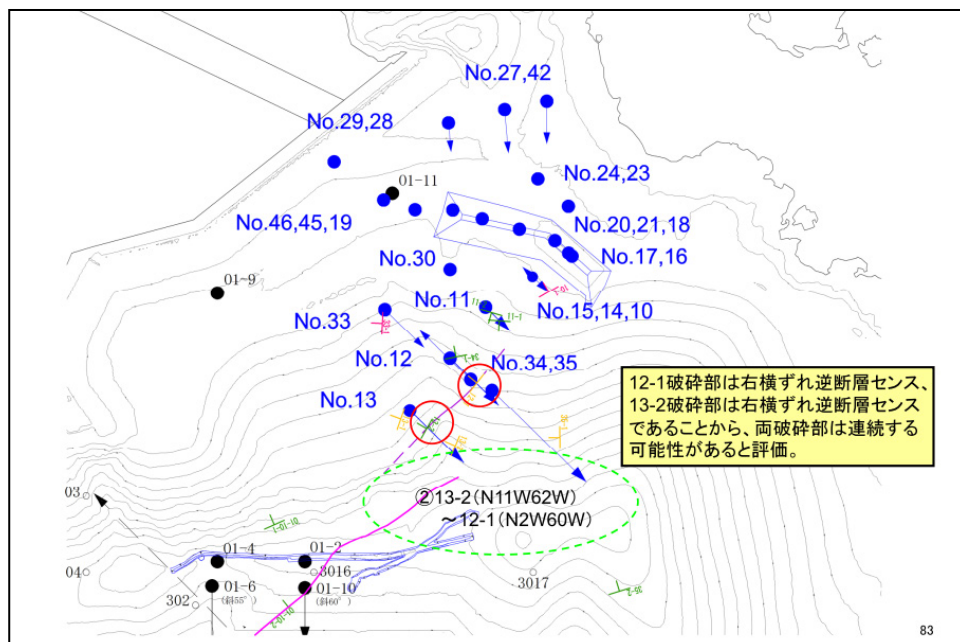 No.27,42
No.29,28
01-11
No.24,23
No.46,45,19
No.20,21,18
No.17,16
No.30
01-9
No.11
No.15,14,10
No.33
No.12
No.34,35
No.13
12-1破砕部は右横ずれ逆断層センス、
13-2破砕部は右横ずれ逆断層センス
であることから、両破砕部は連続する
可能性があると評価。
②13-2(N11W62W)
~12-1(N2W60W)
03
01-4
01-2
04
3016
3017
01-6
(斜55°)
01-10
(斜60°)
302
83